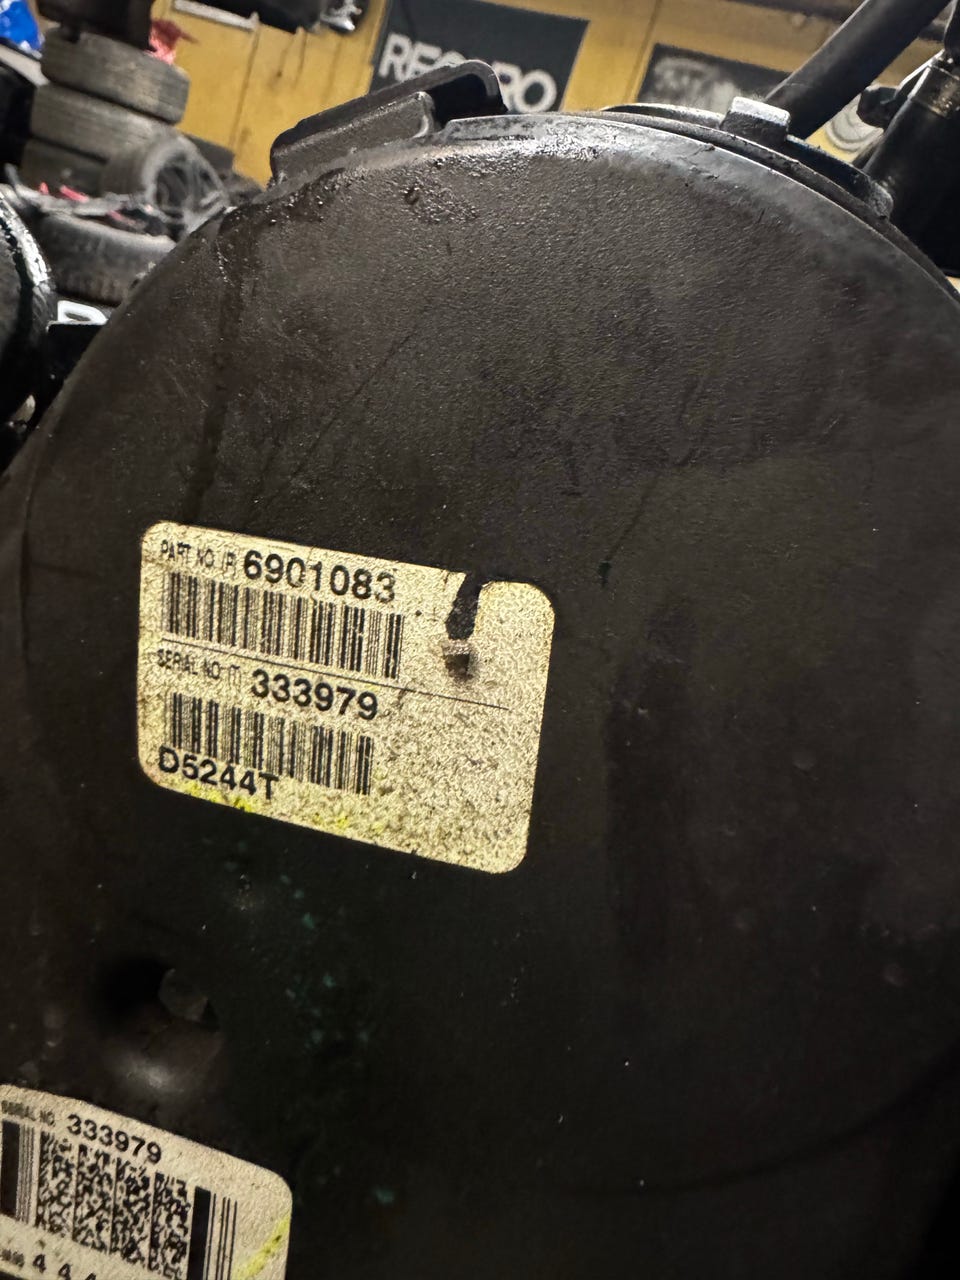 PART NO (P) 6901083
SERIAL NO (T) 333979
D5244T
SERIAL NO 333979